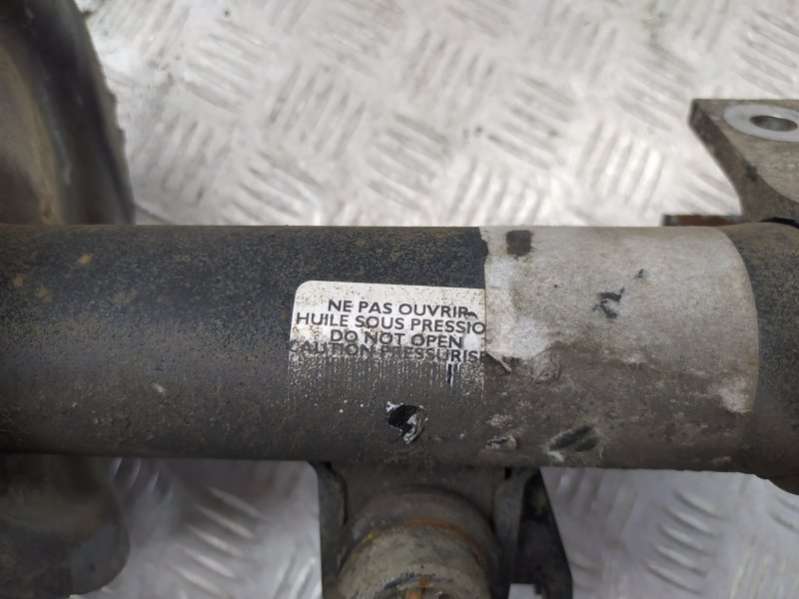 NE PAS OUVRIR
HUILE SOUS PRESSIO
DO NOT OPEN
CAUTION PRESSURISE